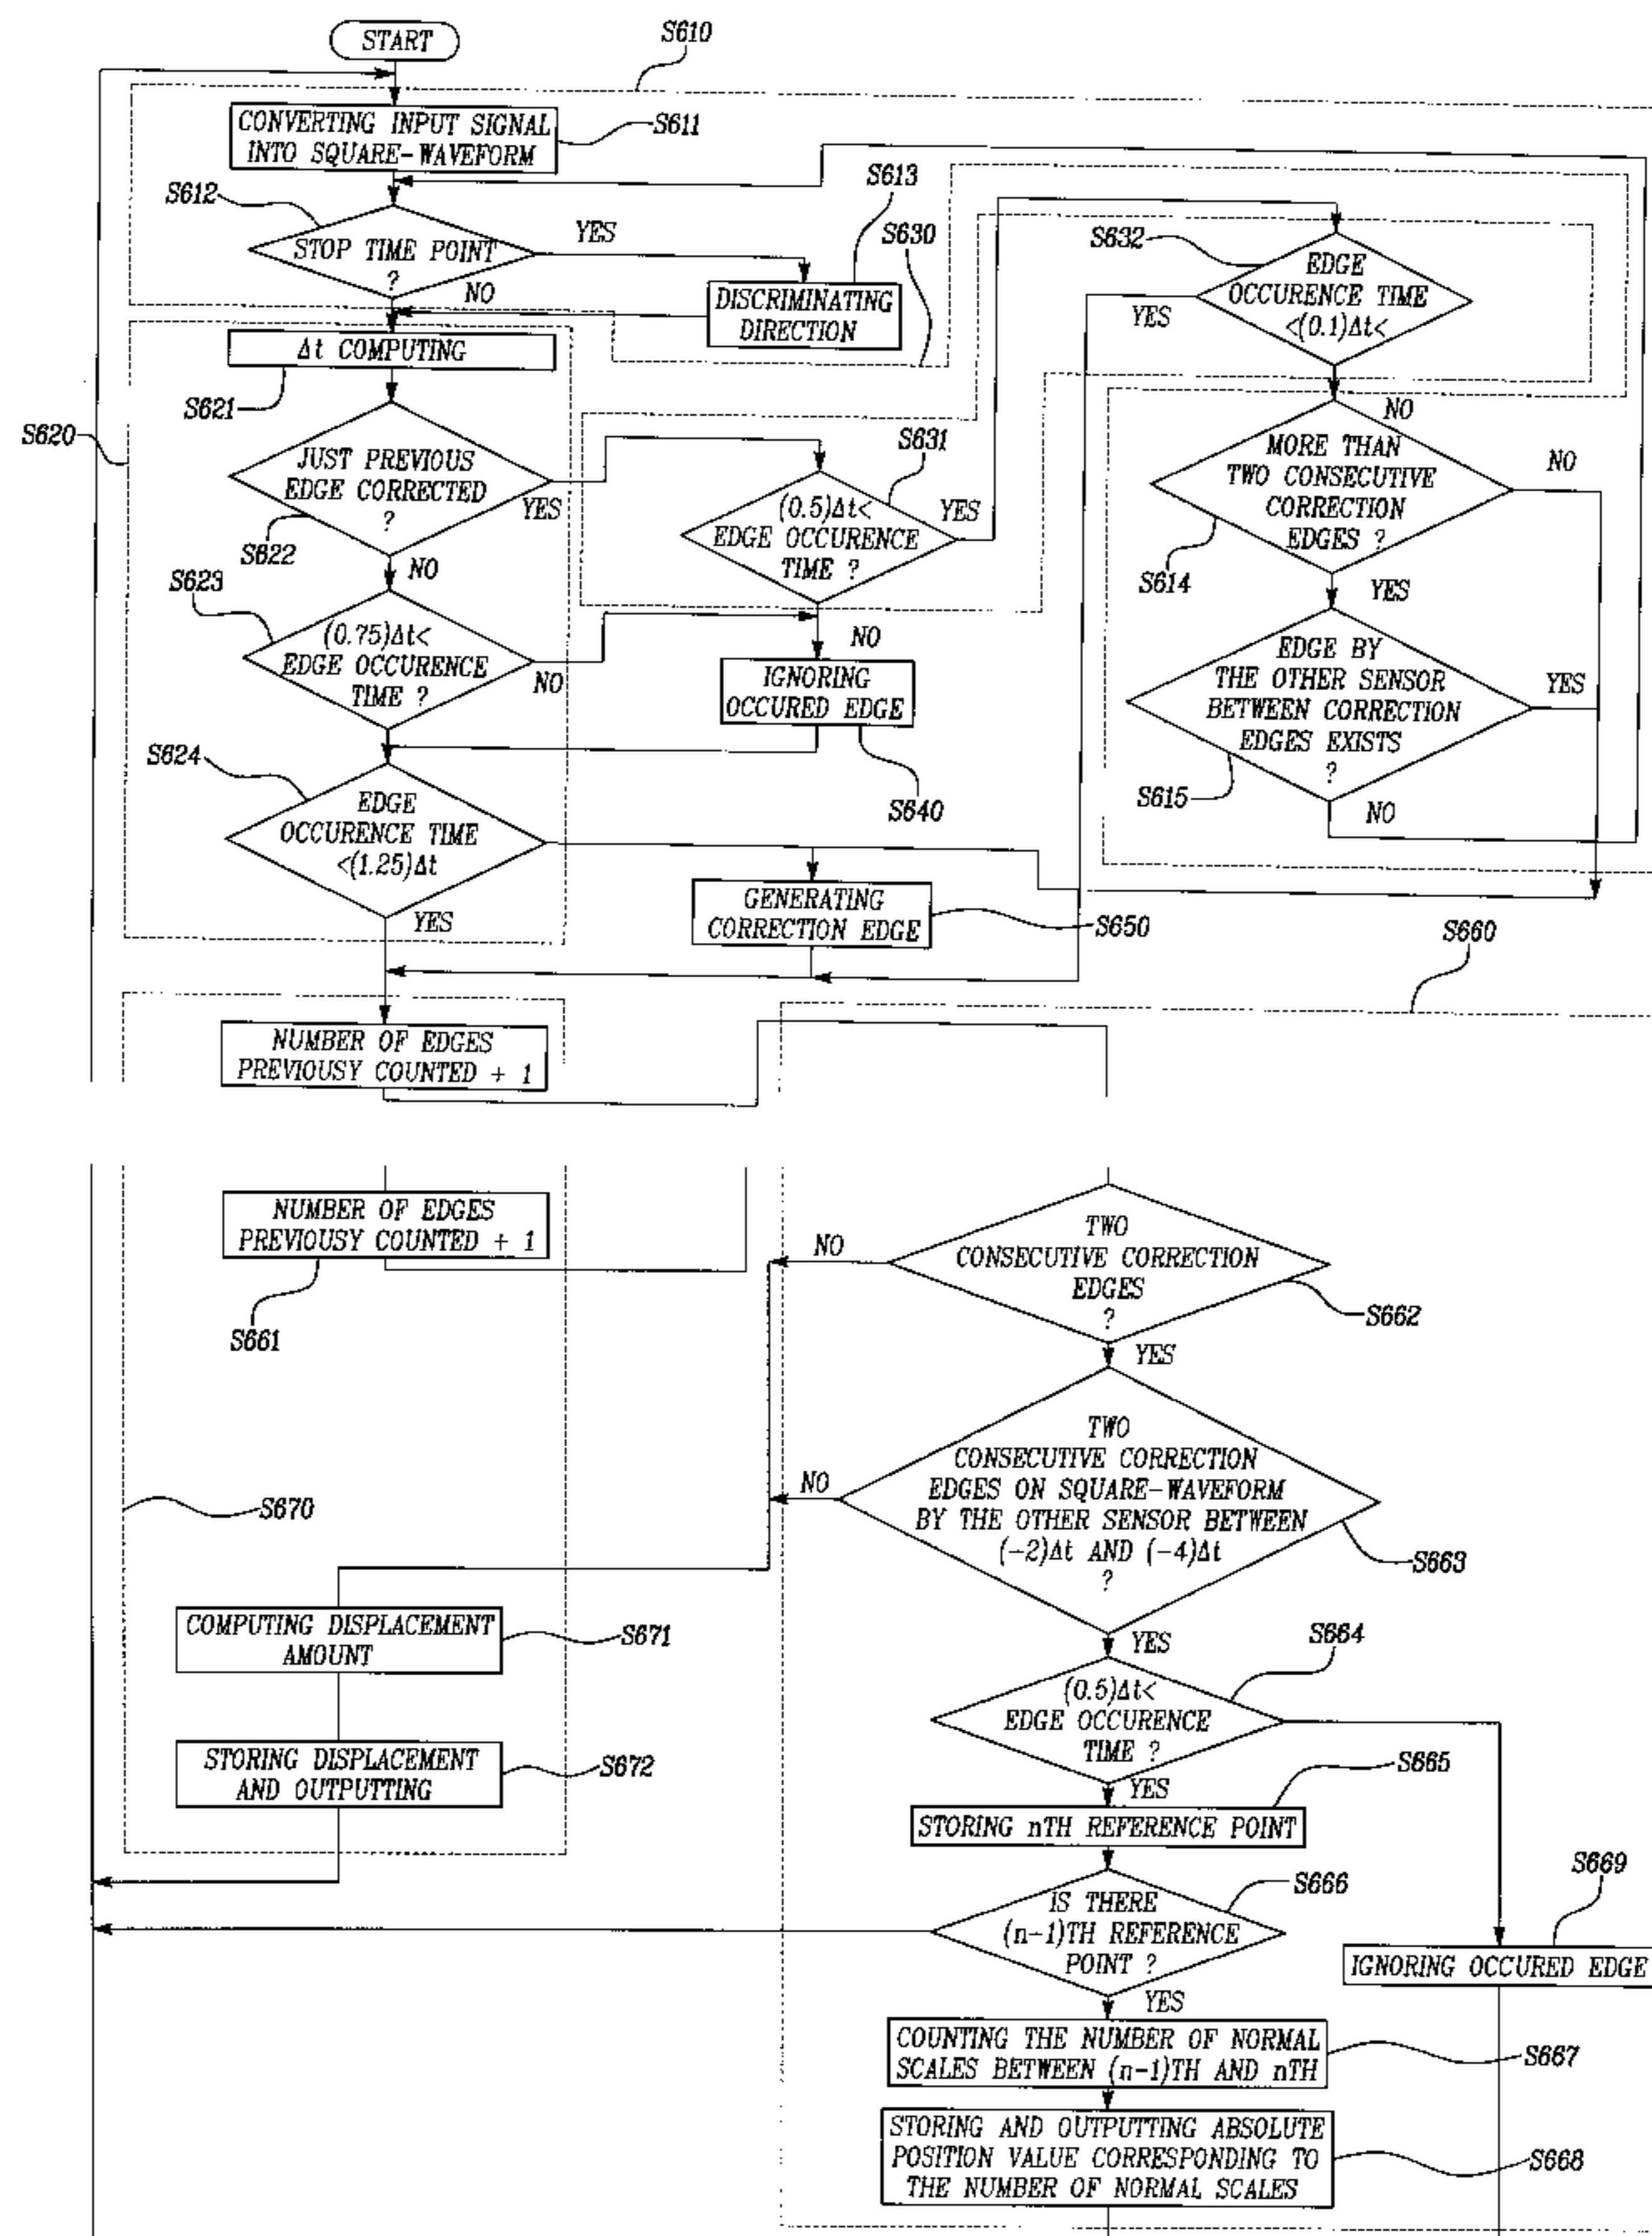 START
S610
CONVERTING INPUT SIGNAL
INTO SQUARE-WAVEFORM
S611
S612
STOP TIME POINT
?
YES
NO
S613
DISCRIMINATING
DIRECTION
S630
S632
EDGE
OCCURENCE TIME
<(0.1)Δt<
YES
NO
Δt COMPUTING
S621
S620
JUST PREVIOUS
EDGE CORRECTED
?
YES
S622
NO
S631
(0.5)Δt<
EDGE OCCURENCE
TIME ?
YES
NO
MORE THAN
TWO CONSECUTIVE
CORRECTION
EDGES ?
NO
S614
YES
S623
(0.75)Δt<
EDGE OCCURENCE
TIME ?
NO
IGNORING
OCCURED EDGE
S640
EDGE BY
THE OTHER SENSOR
BETWEEN CORRECTION
EDGES EXISTS
?
YES
S615
NO
S624
EDGE
OCCURENCE TIME
<(1.25)Δt
YES
GENERATING
CORRECTION EDGE
S650
S660
NUMBER OF EDGES
PREVIOUSY COUNTED + 1
NUMBER OF EDGES
PREVIOUSY COUNTED + 1
S661
TWO
CONSECUTIVE CORRECTION
EDGES
?
NO
S662
YES
TWO
CONSECUTIVE CORRECTION
EDGES ON SQUARE-WAVEFORM
BY THE OTHER SENSOR BETWEEN
(-2)Δt AND (-4)Δt
?
NO
S663
YES
S670
COMPUTING DISPLACEMENT
AMOUNT
S671
STORING DISPLACEMENT
AND OUTPUTTING
S672
S664
(0.5)Δt<
EDGE OCCURENCE
TIME ?
YES
S665
STORING nTH REFERENCE POINT
IS THERE
(n-1)TH REFERENCE
POINT ?
S666
YES
S669
IGNORING OCCURED EDGE
COUNTING THE NUMBER OF NORMAL
SCALES BETWEEN (n-1)TH AND nTH
S667
STORING AND OUTPUTTING ABSOLUTE
POSITION VALUE CORRESPONDING TO
THE NUMBER OF NORMAL SCALES
S668